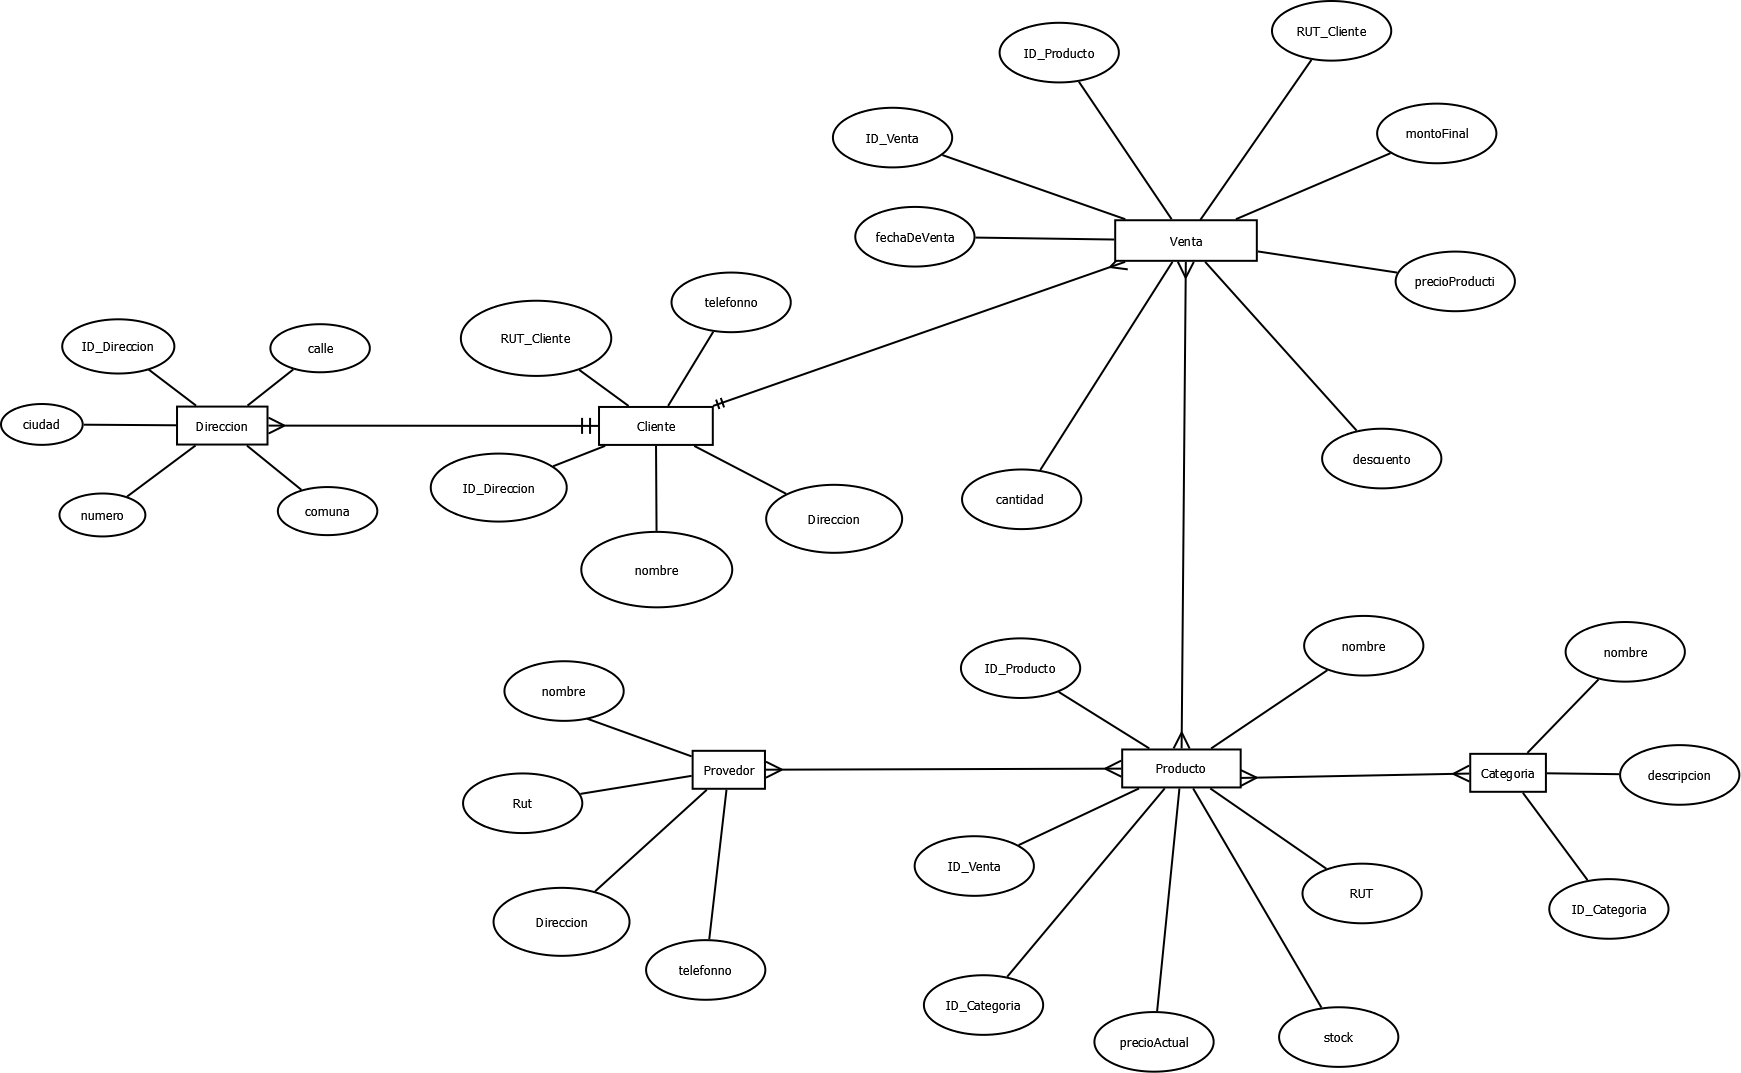 RUT_Cliente
ID_Producto
montoFinal
ID_Venta
fechaDeVenta
Venta
precioProducti
telefonno
RUT_Cliente
ID_Direccion
calle
ciudad
Direccion
Cliente
descuento
ID_Direccion
cantidad
numero
comuna
Direccion
nombre
nombre
nombre
ID_Producto
nombre
Provedor
Producto
Categoria
descripcion
Rut
ID_Venta
RUT
ID_Categoria
Direccion
telefonno
ID_Categoria
precioActual
stock